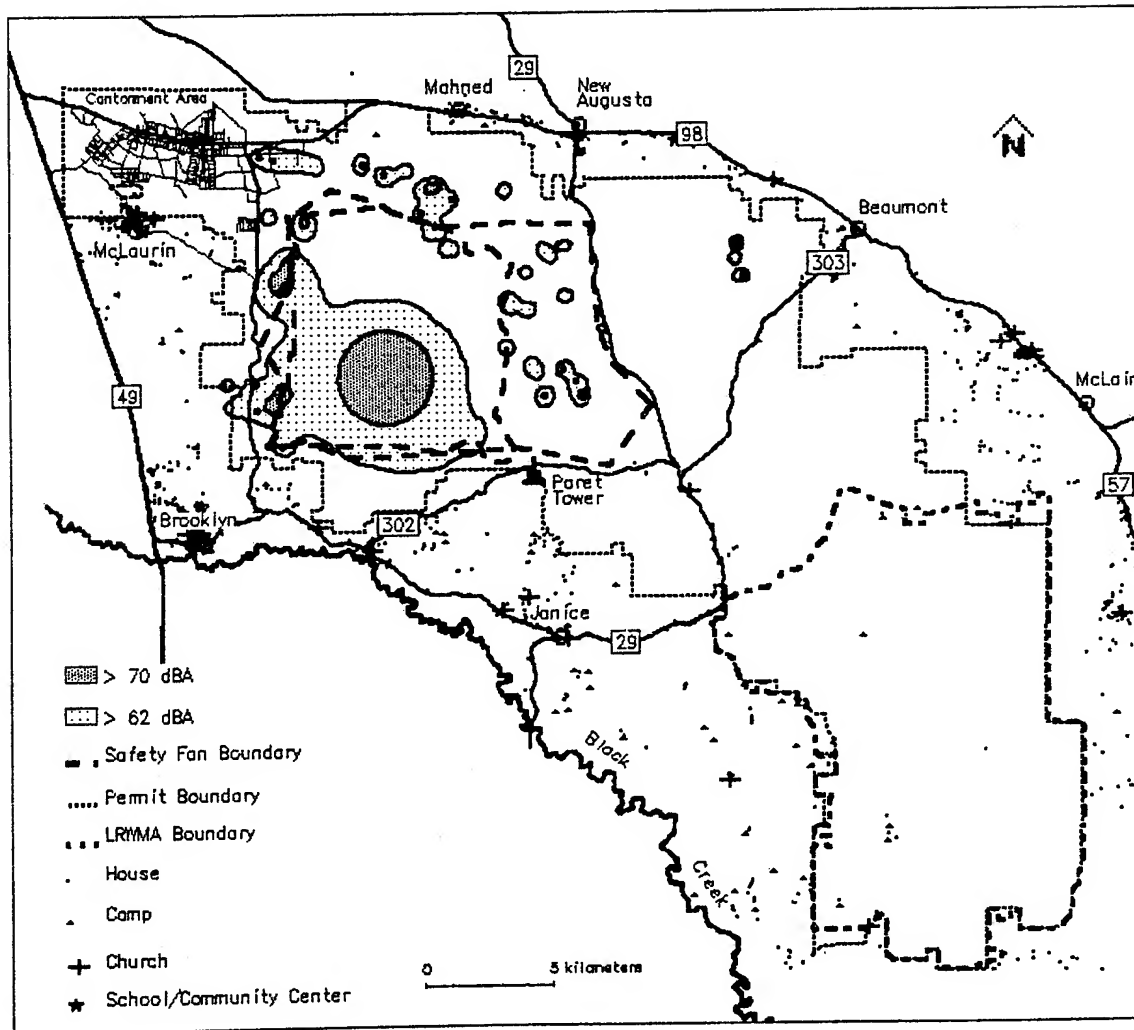 29
Mahned
New
Augusta
Cantonment Area
98
N
Beaumont
McLaurin
303
49
McLain
57
Paret
Tower
Brooklyn
302
Janice
29
> 70 dBA
> 62 dBA
Safety Fan Boundary
Permit Boundary
LRWMA Boundary
House
Camp
Church
School/Community Center
Black
Creek
0 5 kilometers